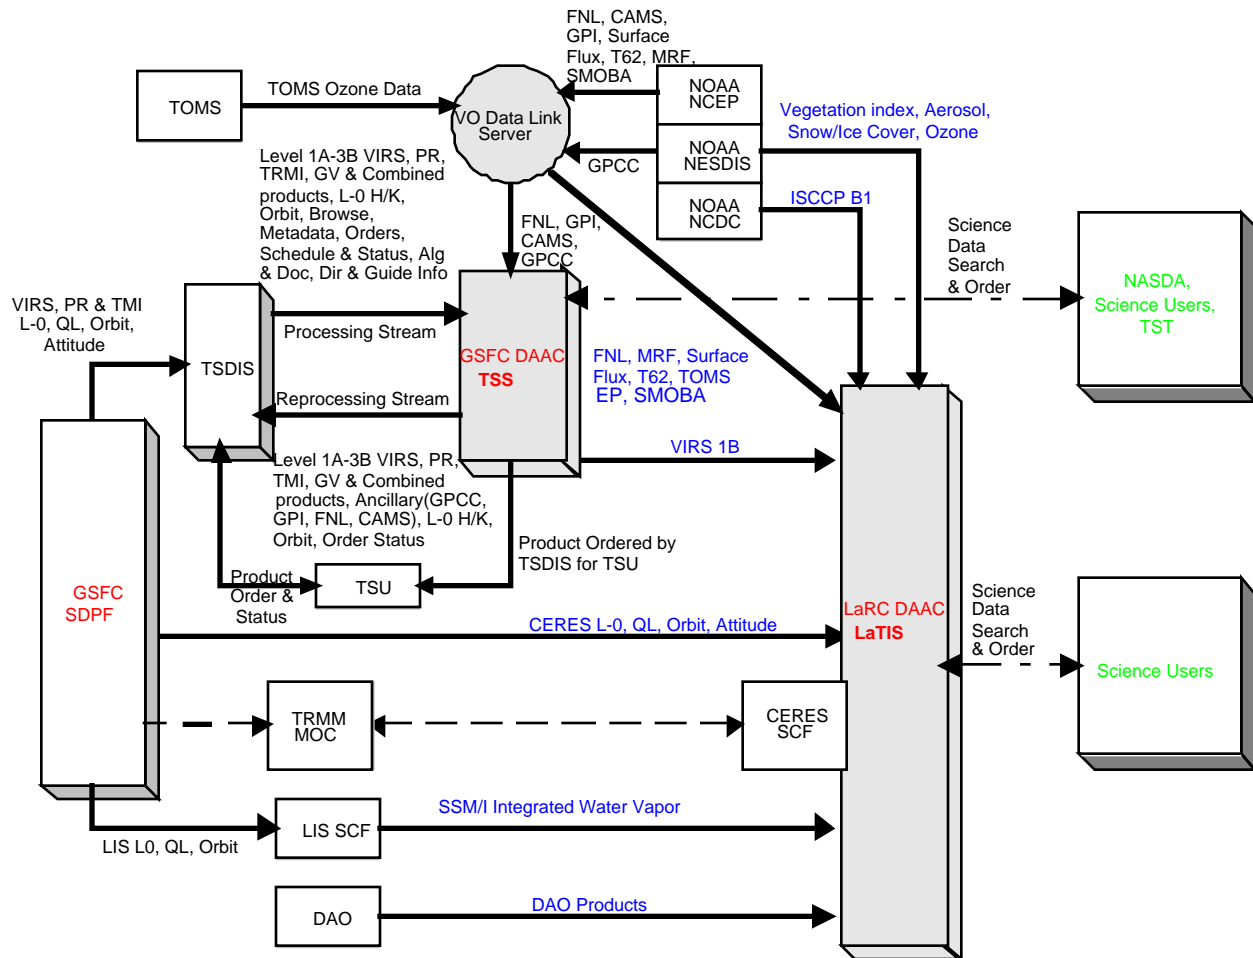 FNL, CAMS,
GPI, Surface
Flux, T62, MRF,
SMOBA
TOMS
TOMS Ozone Data
VO Data Link
Server
NOAA
NCEP
NOAA
NESDIS
NOAA
NCDC
GPCC
Vegetation index, Aerosol,
Snow/Ice Cover, Ozone
ISCCP B1
Level 1A-3B VIRS, PR,
TRMI, GV & Combined
products, L-0 H/K,
Orbit, Browse,
Metadata, Orders,
Schedule & Status, Alg
& Doc, Dir & Guide Info
FNL, GPI,
CAMS,
GPCC
Science
Data
Search
& Order
NASDA,
Science Users,
TST
VIRS, PR & TMI
L-0, QL, Orbit,
Attitude
TSDIS
Processing Stream
GSFC DAAC
TSS
FNL, MRF, Surface
Flux, T62, TOMS
EP, SMOBA
Reprocessing Stream
VIRS 1B
Level 1A-3B VIRS, PR,
TMI, GV & Combined
products, Ancillary(GPCC,
GPI, FNL, CAMS), L-0 H/K,
Orbit, Order Status
Product Ordered by
TSDIS for TSU
Product
Order &
Status
TSU
GSFC
SDPF
CERES L-0, QL, Orbit, Attitude
LaRC DAAC
LaTIS
Science
Data
Search
& Order
Science Users
TRMM
MOC
CERES
SCF
SSM/I Integrated Water Vapor
LIS SCF
LIS L0, QL, Orbit
DAO
DAO Products